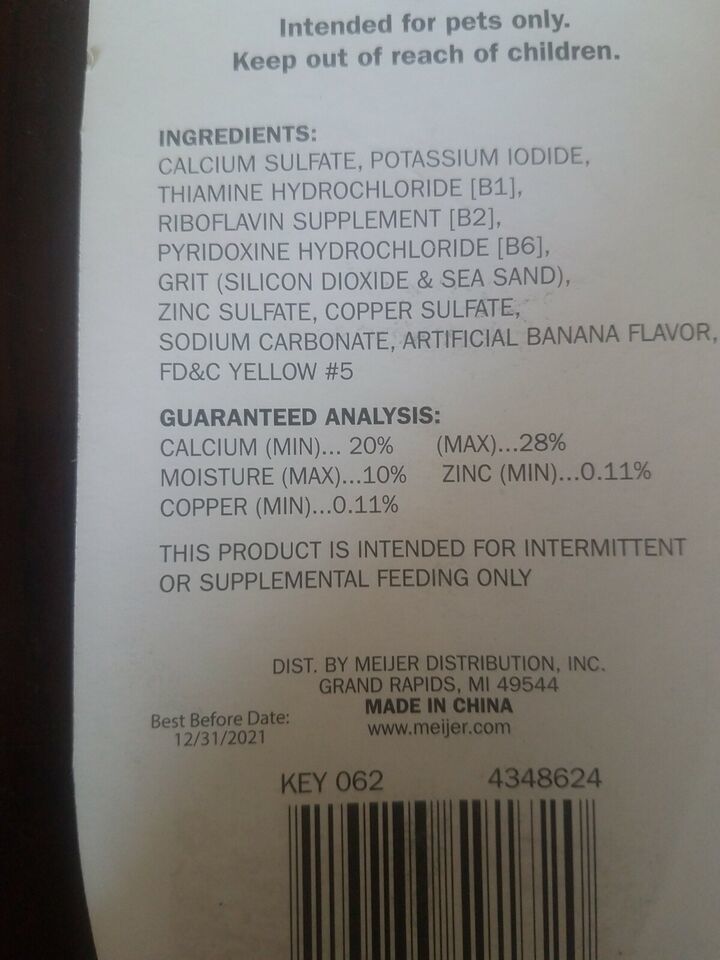 Intended for pets only.
Keep out of reach of children.
INGREDIENTS:
CALCIUM SULFATE, POTASSIUM IODIDE,
THIAMINE HYDROCHLORIDE [B1],
RIBOFLAVIN SUPPLEMENT [B2],
PYRIDOXINE HYDROCHLORIDE [B6],
GRIT (SILICON DIOXIDE & SEA SAND),
ZINC SULFATE, COPPER SULFATE,
SODIUM CARBONATE, ARTIFICIAL BANANA FLAVOR,
FD&C YELLOW #5
GUARANTEED ANALYSIS:
CALCIUM (MIN)... 20% (MAX)...28%
MOISTURE (MAX)...10% ZINC (MIN)...0.11%
COPPER (MIN)...0.11%
THIS PRODUCT IS INTENDED FOR INTERMITTENT
OR SUPPLEMENTAL FEEDING ONLY
DIST. BY MEIJER DISTRIBUTION, INC.
GRAND RAPIDS, MI 49544
MADE IN CHINA
www.meijer.com
Best Before Date:
12/31/2021
KEY 062 4348624